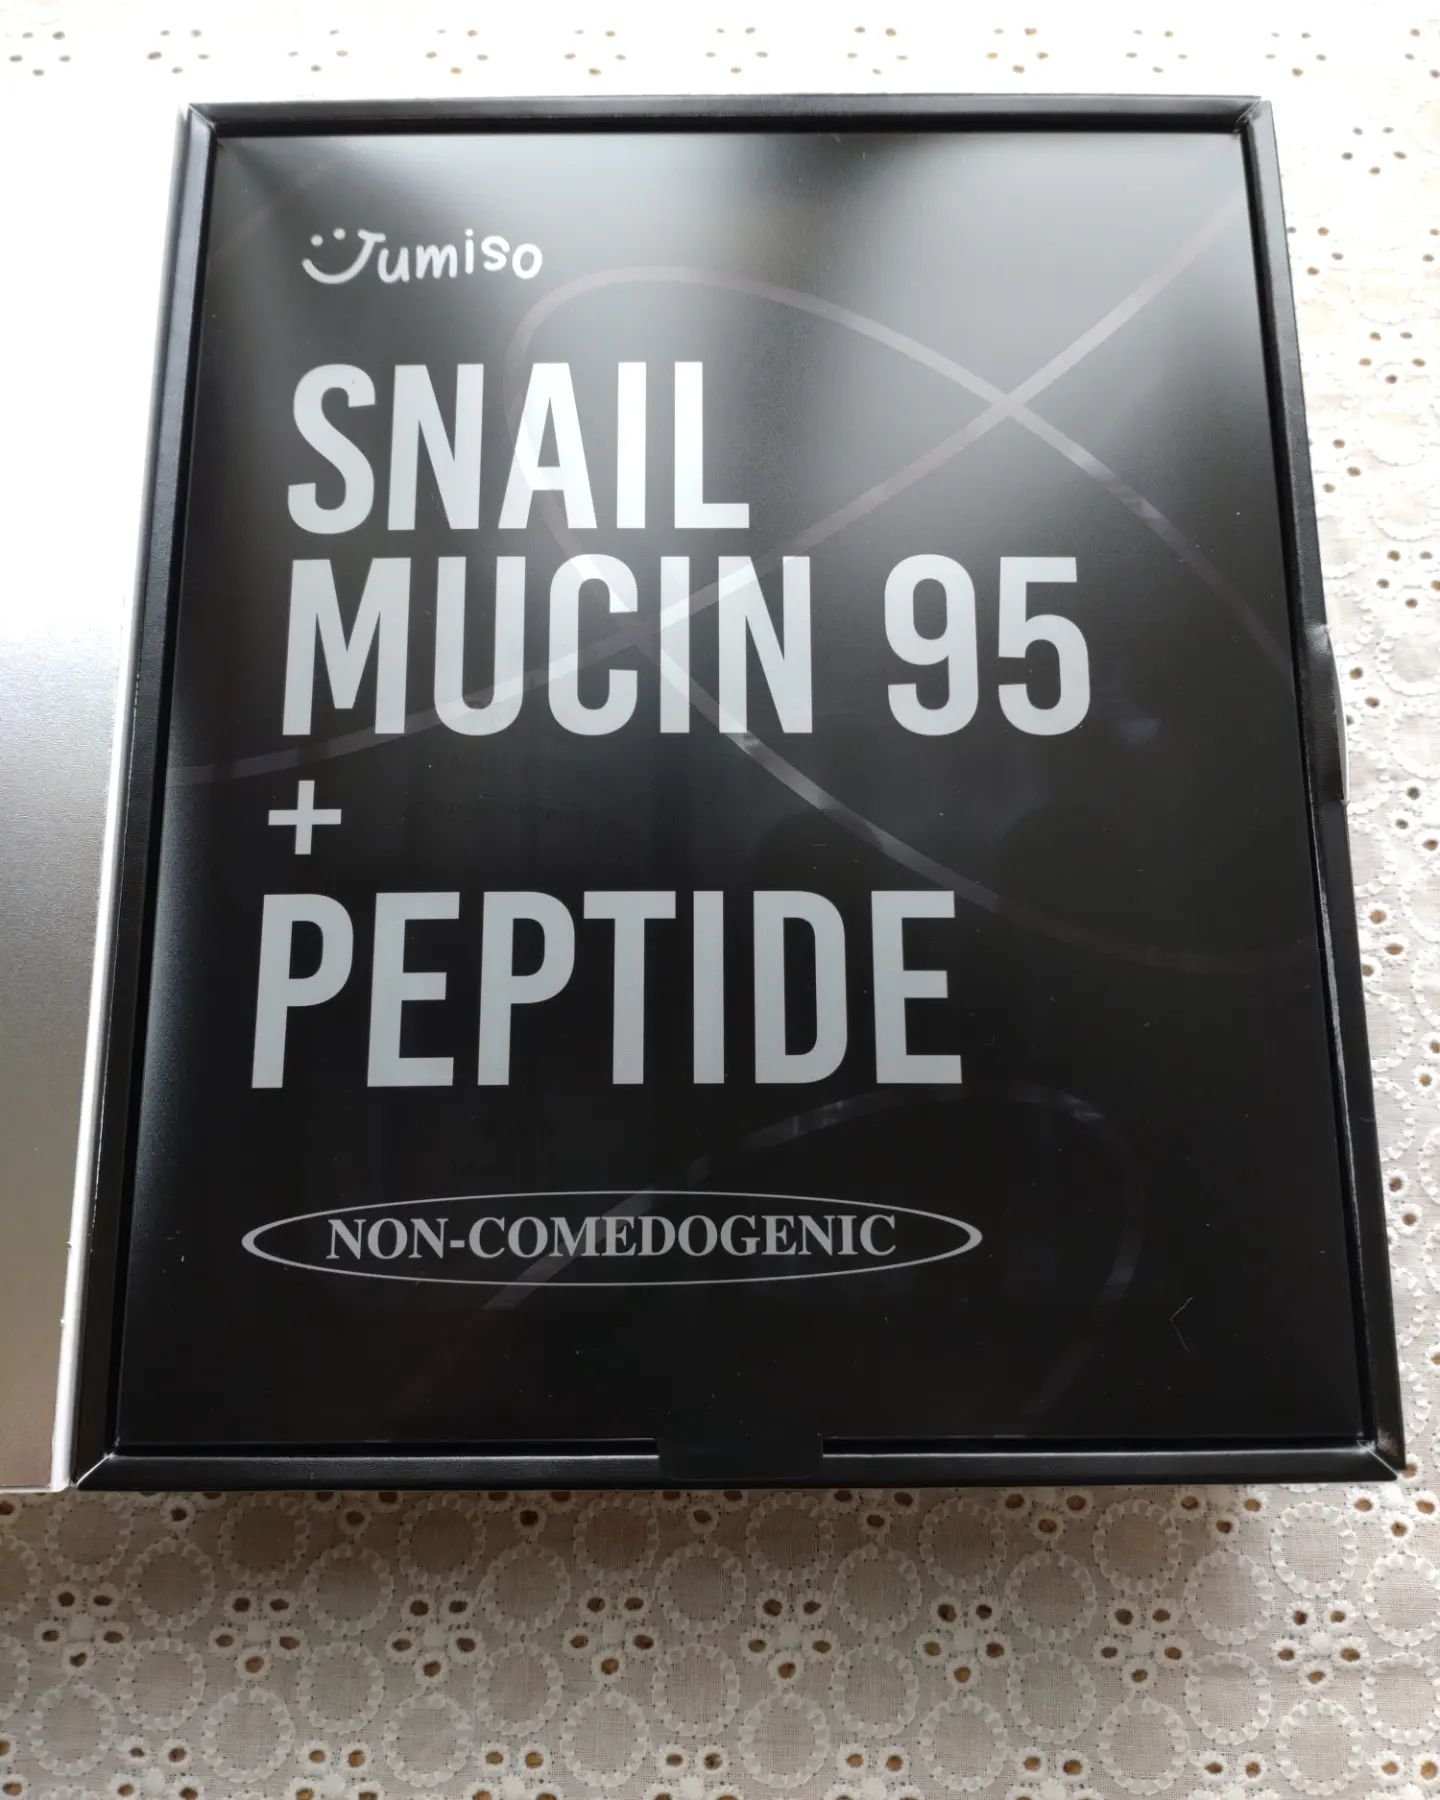 Jumiso
SNAIL
MUCIN 95
+
PEPTIDE
NON-COMEDOGENIC